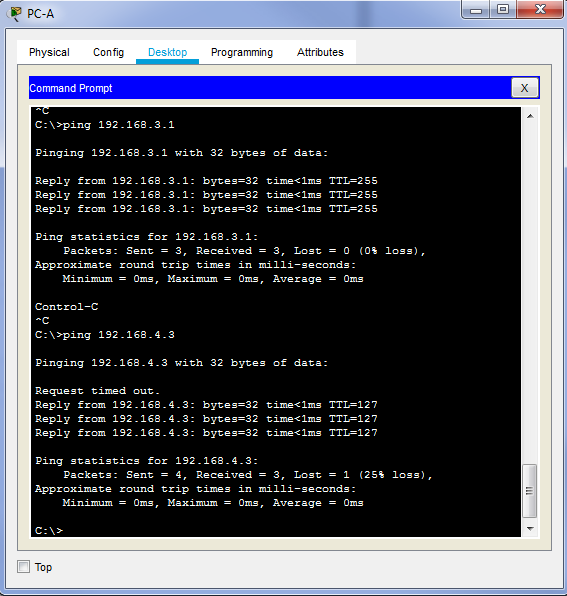 PC-A
Physical Config Desktop Programming Attributes
Command Prompt X
^C
C:\>ping 192.168.3.1
Pinging 192.168.3.1 with 32 bytes of data:
Reply from 192.168.3.1: bytes=32 time<1ms TTL=255
Reply from 192.168.3.1: bytes=32 time<1ms TTL=255
Reply from 192.168.3.1: bytes=32 time<1ms TTL=255
Ping statistics for 192.168.3.1:
    Packets: Sent = 3, Received = 3, Lost = 0 (0% loss),
Approximate round trip times in milli-seconds:
    Minimum = 0ms, Maximum = 0ms, Average = 0ms
Control-C
^C
C:\>ping 192.168.4.3
Pinging 192.168.4.3 with 32 bytes of data:
Request timed out.
Reply from 192.168.4.3: bytes=32 time<1ms TTL=127
Reply from 192.168.4.3: bytes=32 time<1ms TTL=127
Reply from 192.168.4.3: bytes=32 time<1ms TTL=127
Ping statistics for 192.168.4.3:
    Packets: Sent = 4, Received = 3, Lost = 1 (25% loss),
Approximate round trip times in milli-seconds:
    Minimum = 0ms, Maximum = 0ms, Average = 0ms
C:\>
Top